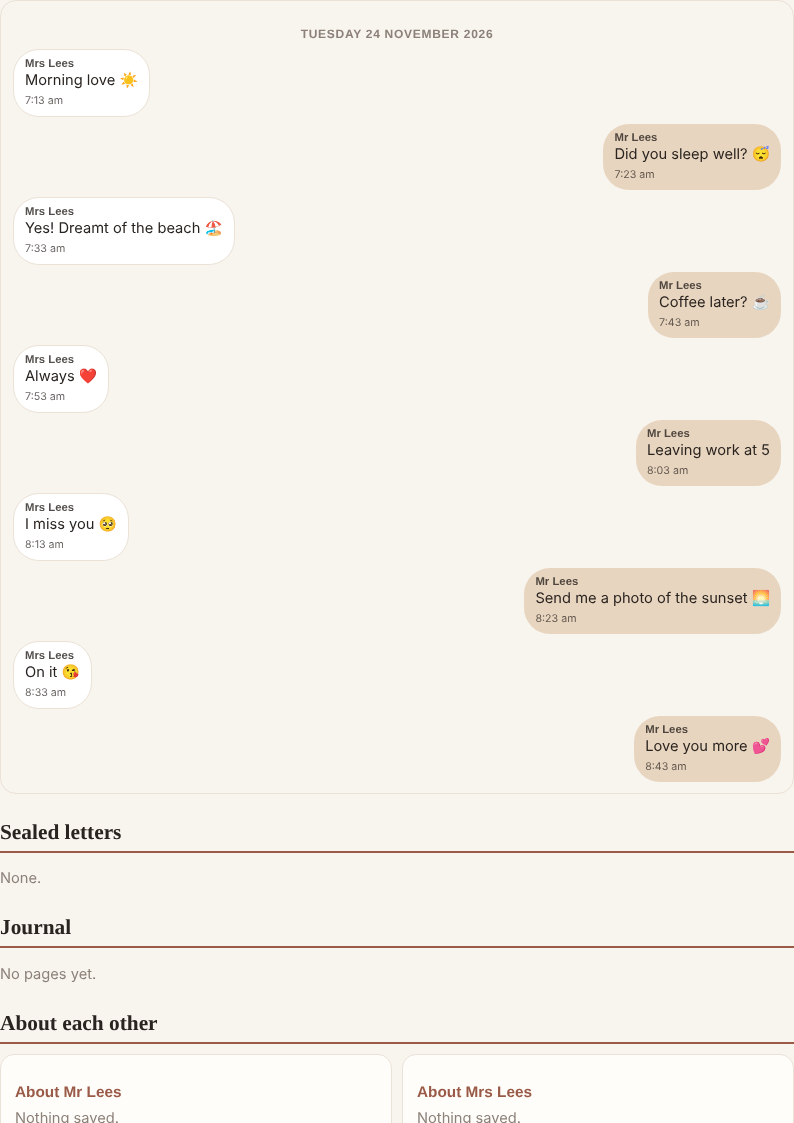 TUESDAY 24 NOVEMBER 2026
Mrs Lees
Morning love ☀️
7:13 am
Mr Lees
Did you sleep well? 😴
7:23 am
Mrs Lees
Yes! Dreamt of the beach 🏖️
7:33 am
Mr Lees
Coffee later? ☕
7:43 am
Mrs Lees
Always ❤️
7:53 am
Mr Lees
Leaving work at 5
8:03 am
Mrs Lees
I miss you 🥺
8:13 am
Mr Lees
Send me a photo of the sunset 🌅
8:23 am
Mrs Lees
On it 😘
8:33 am
Mr Lees
Love you more 💕
8:43 am
Sealed letters
None.
Journal
No pages yet.
About each other
About Mr Lees
Nothing saved.
About Mrs Lees
Nothing saved.